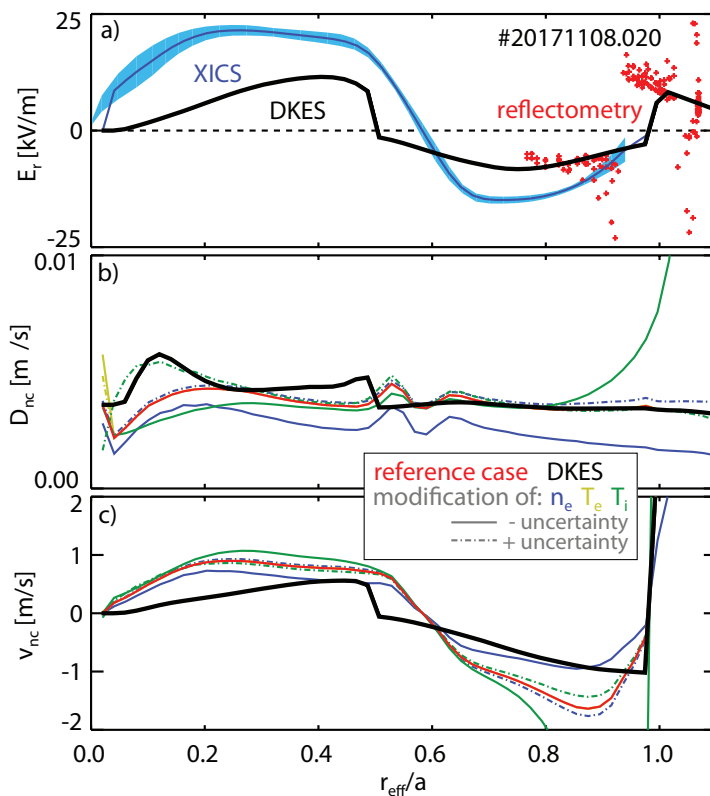 a)
#20171108.020
XICS
DKES
reflectometry
25
0
-25
E_r [kV/m]
b)
0.01
0.00
D_nc [m /s]
reference case DKES
modification of: n_e T_e T_i
- uncertainty
+ uncertainty
c)
2
1
0
-1
-2
v_nc [m/s]
0.0 0.2 0.4 0.6 0.8 1.0
r_eff/a